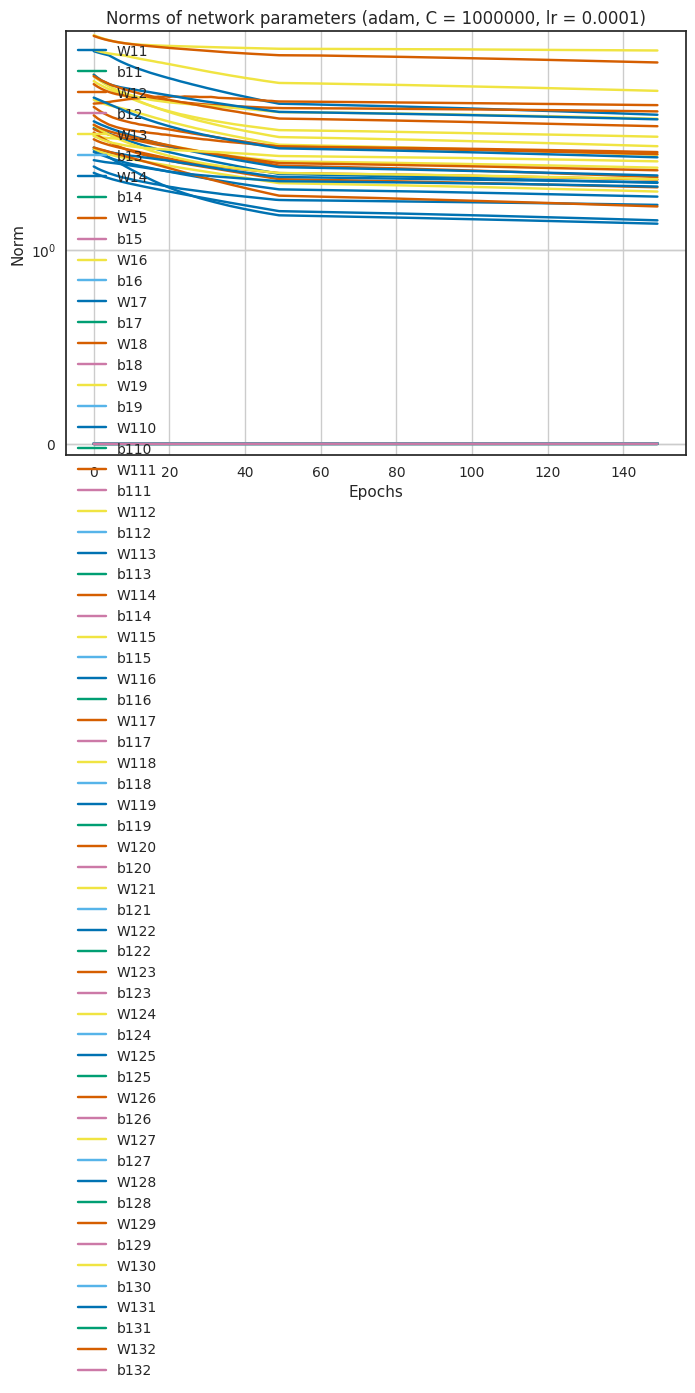 Norms of network parameters (adam, C = 1000000, lr = 0.0001)
W11
b11
W12
b12
W13
b13
W14
b14
W15
b15
W16
b16
W17
b17
W18
b18
W19
b19
W110
b110
W111
b111
W112
b112
W113
b113
W114
b114
W115
b115
W116
b116
W117
b117
W118
b118
W119
b119
W120
b120
W121
b121
W122
b122
W123
b123
W124
b124
W125
b125
W126
b126
W127
b127
W128
b128
W129
b129
W130
b130
W131
b131
W132
b132
Norm
10⁰
0
0 20 40 60 80 100 120 140
Epochs